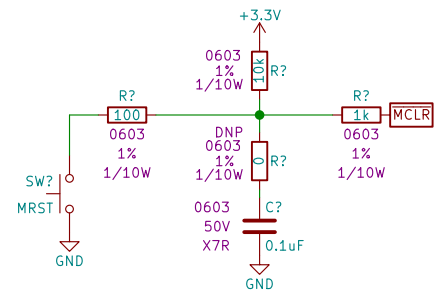 +3.3V
0603
1%
1/10W
10k
R?
R?
100
0603
1%
1/10W
R?
1k
MCLR
0603
1%
1/10W
DNP
0603
1%
1/10W
0
R?
SW?
MRST
GND
0603
50V
X7R
C?
0.1uF
GND